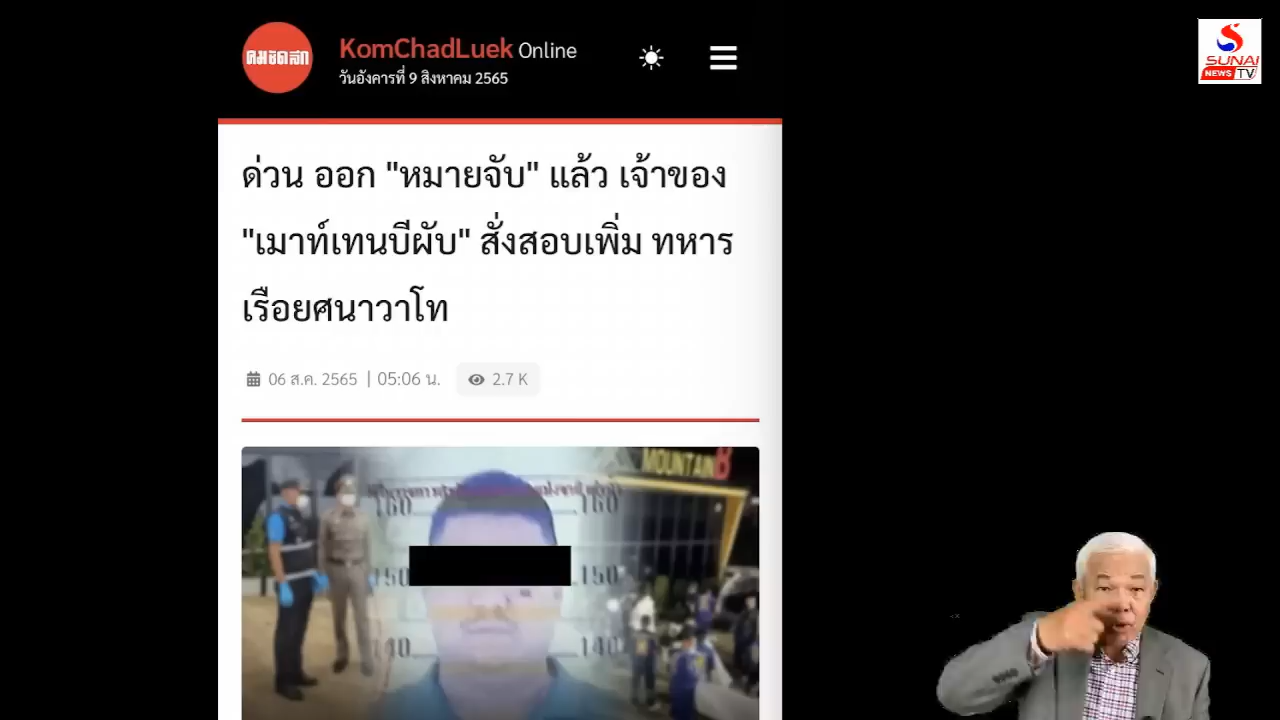 คมชัดลึก
KomChadLuek Online
วันอังคารที่ 9 สิงหาคม 2565
SUNAI
NEWS TV
ด่วน ออก "หมายจับ" แล้ว เจ้าของ
"เมาท์เทนบีผับ" สั่งสอบเพิ่ม ทหาร
เรือยศนาวาโท
06 ส.ค. 2565 | 05:06 น. 2.7 K
MOUNTAIN B
160 160
150 150
140 140